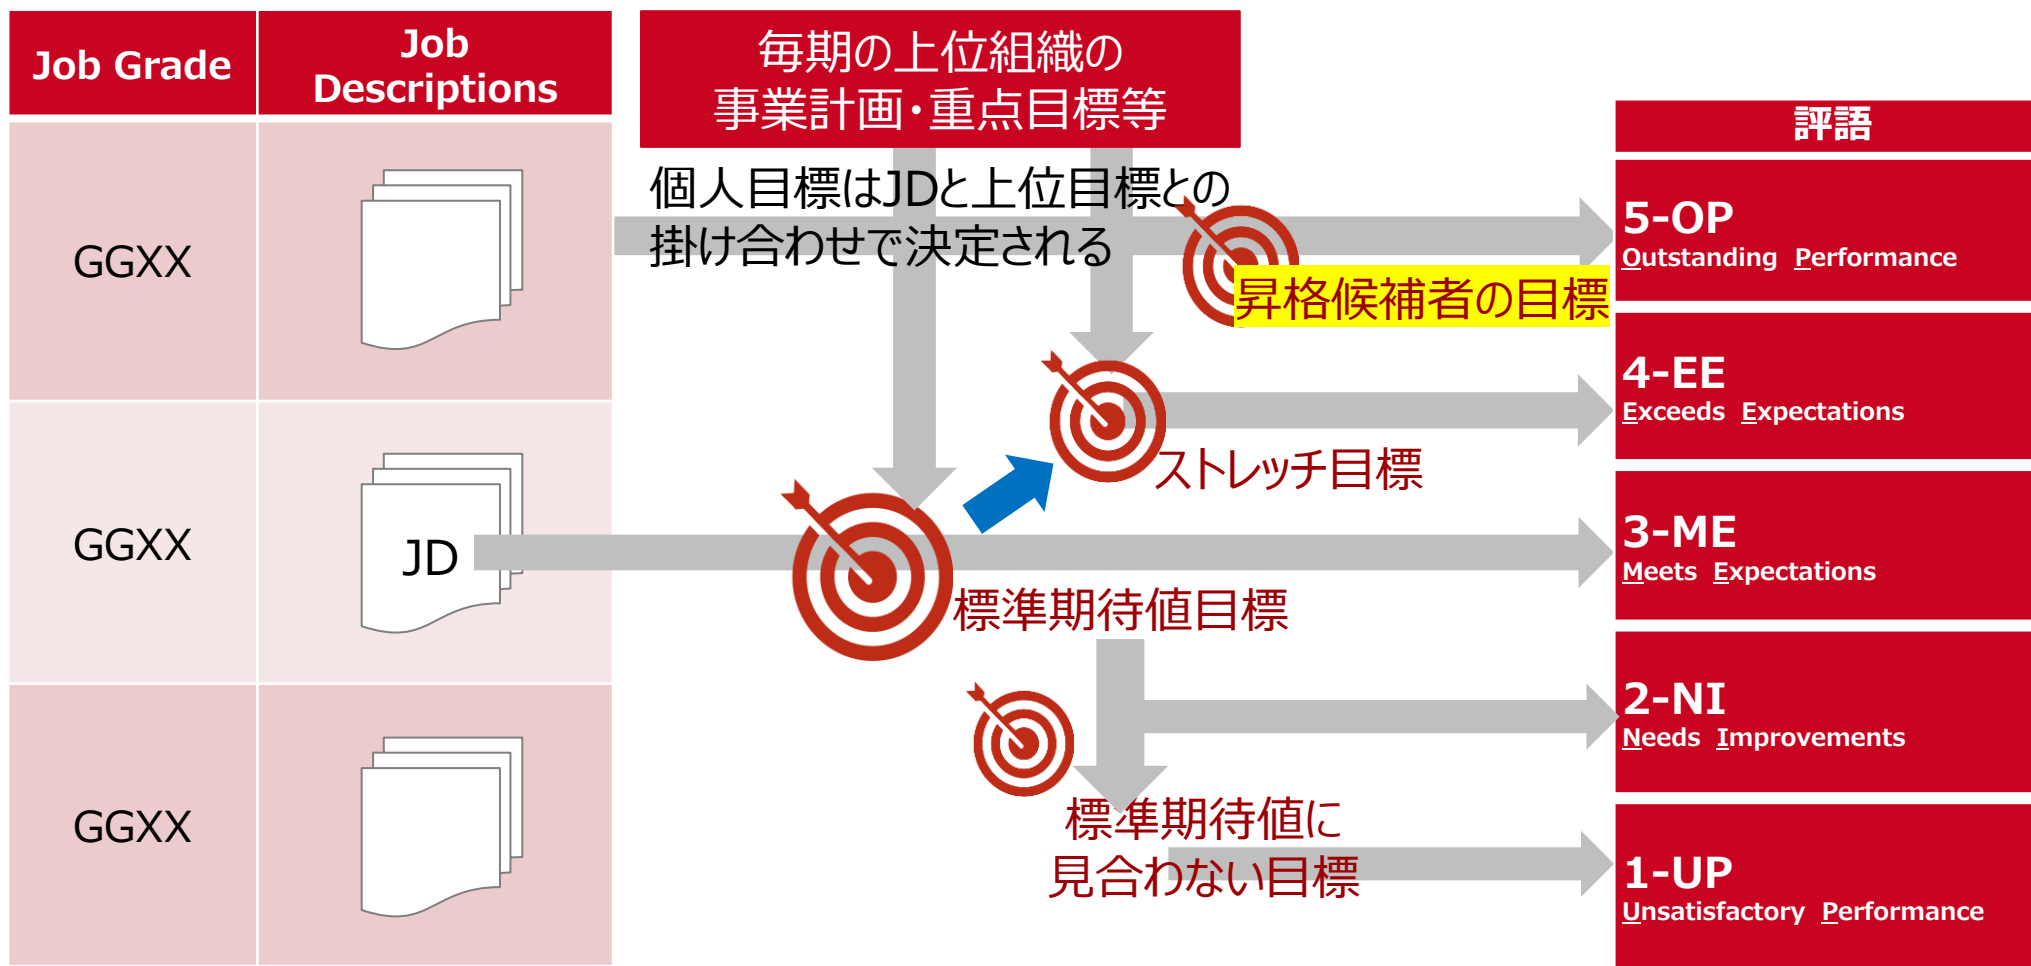 Job Grade
Job
Descriptions
毎期の上位組織の
事業計画・重点目標等
評語
個人目標はJDと上位目標との
掛け合わせで決定される
GGXX
昇格候補者の目標
5-OP
Outstanding Performance
4-EE
Exceeds Expectations
ストレッチ目標
GGXX
JD
標準期待値目標
3-ME
Meets Expectations
2-NI
Needs Improvements
GGXX
標準期待値に
見合わない目標
1-UP
Unsatisfactory Performance